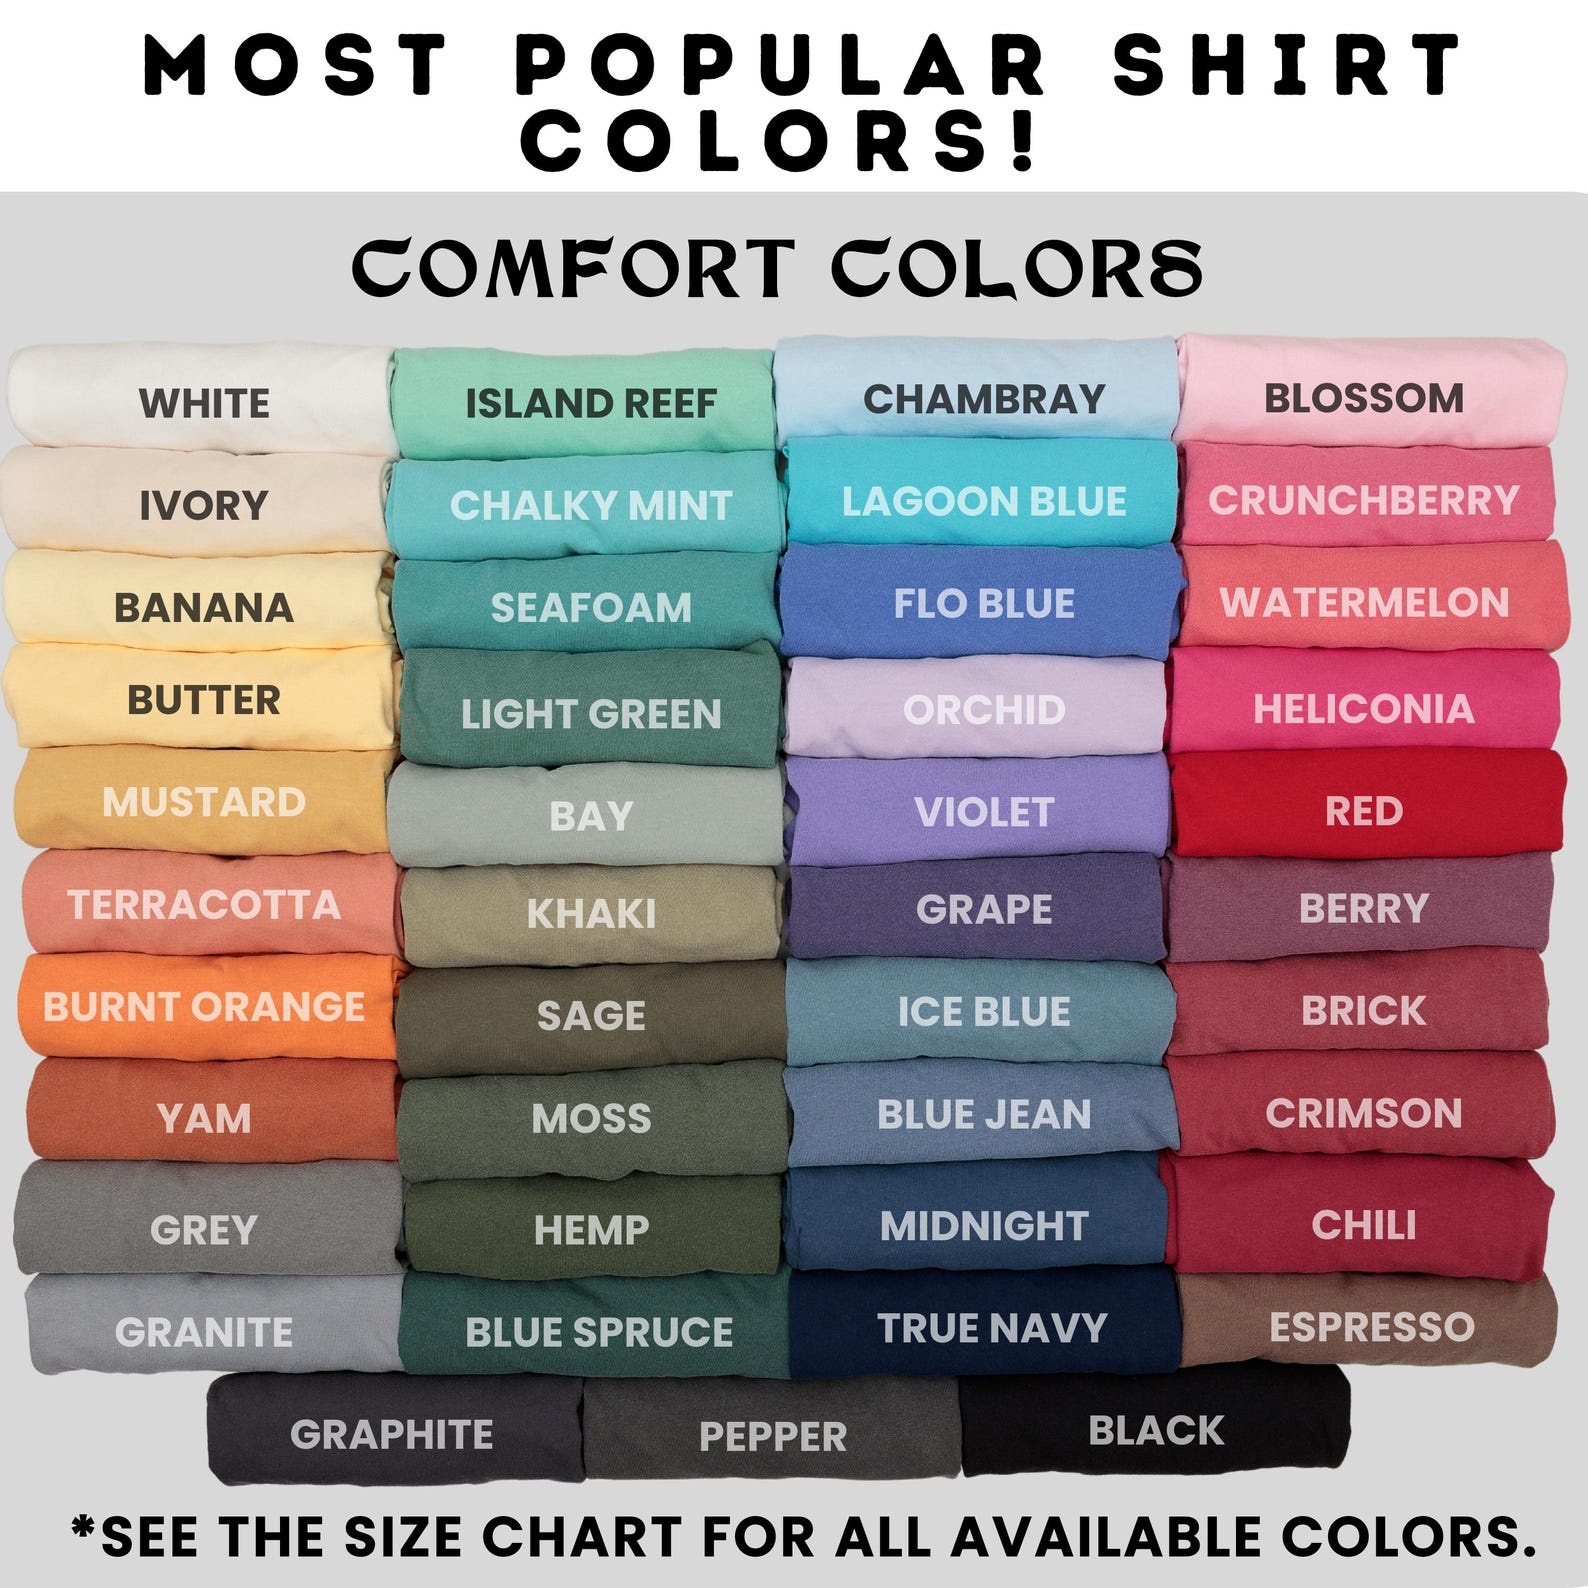 MOST POPULAR SHIRT
COLORS!
COMFORT COLORS
WHITE
ISLAND REEF
CHAMBRAY
BLOSSOM
IVORY
CHALKY MINT
LAGOON BLUE
CRUNCHBERRY
BANANA
SEAFOAM
FLO BLUE
WATERMELON
BUTTER
LIGHT GREEN
ORCHID
HELICONIA
MUSTARD
BAY
VIOLET
RED
TERRACOTTA
KHAKI
GRAPE
BERRY
BURNT ORANGE
SAGE
ICE BLUE
BRICK
YAM
MOSS
BLUE JEAN
CRIMSON
GREY
HEMP
MIDNIGHT
CHILI
GRANITE
BLUE SPRUCE
TRUE NAVY
ESPRESSO
GRAPHITE
PEPPER
BLACK
*SEE THE SIZE CHART FOR ALL AVAILABLE COLORS.